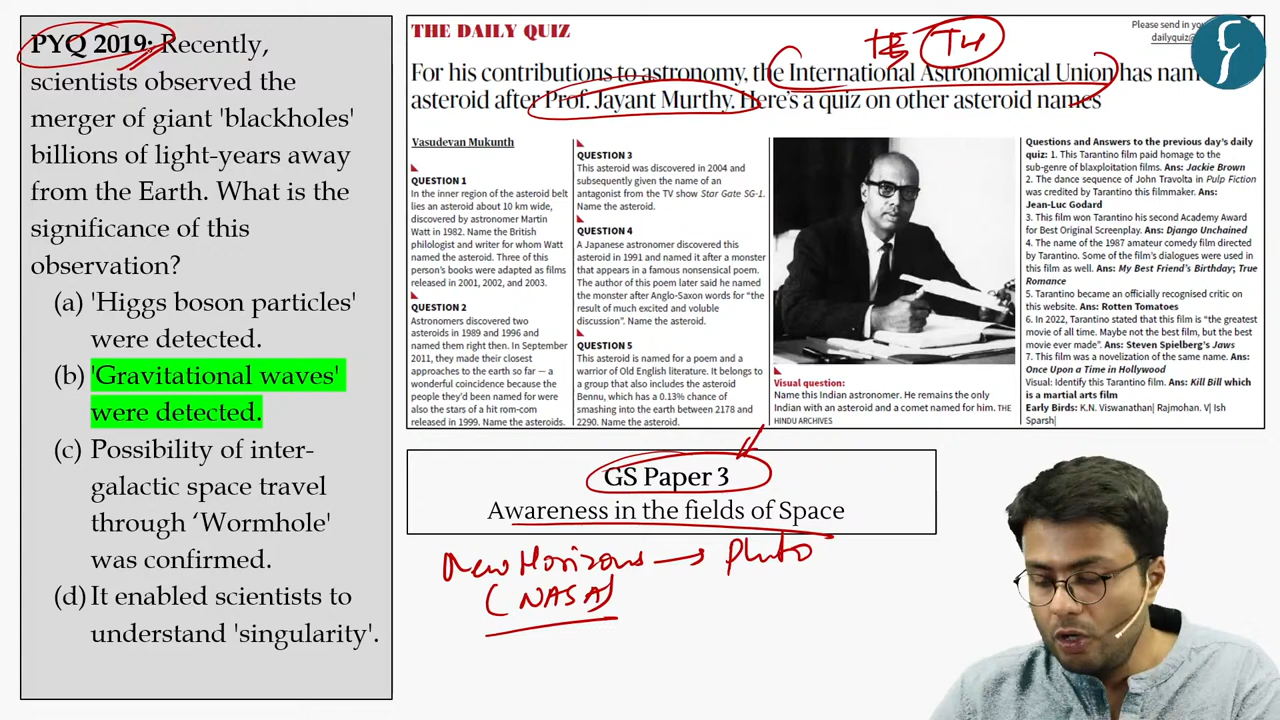 PYQ 2019: Recently,
scientists observed the
merger of giant 'blackholes'
billions of light-years away
from the Earth. What is the
significance of this
observation?
(a) 'Higgs boson particles'
were detected.
(b) 'Gravitational waves'
were detected.
(c) Possibility of inter-
galactic space travel
through ‘Wormhole'
was confirmed.
(d) It enabled scientists to
understand 'singularity'.
THE DAILY QUIZ
Please send in your
dailyquiz@
TH
For his contributions to astronomy, the International Astronomical Union has nam
asteroid after Prof. Jayant Murthy. Here's a quiz on other asteroid names
Vasudevan Mukunth
QUESTION 1
In the inner region of the asteroid belt
lies an asteroid about 10 km wide,
discovered by astronomer Martin
Watt in 1982. Name the British
philologist and writer for whom Watt
named the asteroid. Three of this
person's books were adapted as films
released in 2001, 2002, and 2003.
QUESTION 2
Astronomers discovered two
asteroids in 1989 and 1996 and
named them right then. In September
2011, they made their closest
approaches to the earth so far — a
wonderful coincidence because the
people they'd been named for were
also the stars of a hit rom-com
released in 1999. Name the asteroids.
QUESTION 3
This asteroid was discovered in 2004 and
subsequently given the name of an
antagonist from the TV show Star Gate SG-1.
Name the asteroid.
QUESTION 4
A Japanese astronomer discovered this
asteroid in 1991 and named it after a monster
that appears in a famous nonsensical poem.
The author of this poem later said he named
the monster after Anglo-Saxon words for “the
result of much excited and voluble
discussion”. Name the asteroid.
QUESTION 5
This asteroid is named for a poem and a
warrior of Old English literature. It belongs to
a group that also includes the asteroid
Bennu, which has a 0.13% chance of
smashing into the earth between 2178 and
2290. Name the asteroid.
Visual question:
Name this Indian astronomer. He remains the only
Indian with an asteroid and a comet named for him. THE
HINDU ARCHIVES
Questions and Answers to the previous day's daily
quiz: 1. This Tarantino film paid homage to the
sub-genre of blaxploitation films. Ans: Jackie Brown
2. The dance sequence of John Travolta in Pulp Fiction
was credited by Tarantino this filmmaker. Ans:
Jean-Luc Godard
3. This film won Tarantino his second Academy Award
for Best Original Screenplay. Ans: Django Unchained
4. The name of the 1987 amateur comedy film directed
by Tarantino. Some of the film's dialogues were used in
this film as well. Ans: My Best Friend's Birthday; True
Romance
5. Tarantino became an officially recognised critic on
this website. Ans: Rotten Tomatoes
6. In 2022, Tarantino stated that this film is “the greatest
movie of all time. Maybe not the best film, but the best
movie ever made”. Ans: Steven Spielberg's Jaws
7. This film was a novelization of the same name. Ans:
Once Upon a Time in Hollywood
Visual: Identify this Tarantino film. Ans: Kill Bill which
is a martial arts film
Early Birds: K.N. Viswanathan| Rajmohan. V| Ish
Sparsh|
GS Paper 3
Awareness in the fields of Space
New Horizons → Pluto
(NASA)